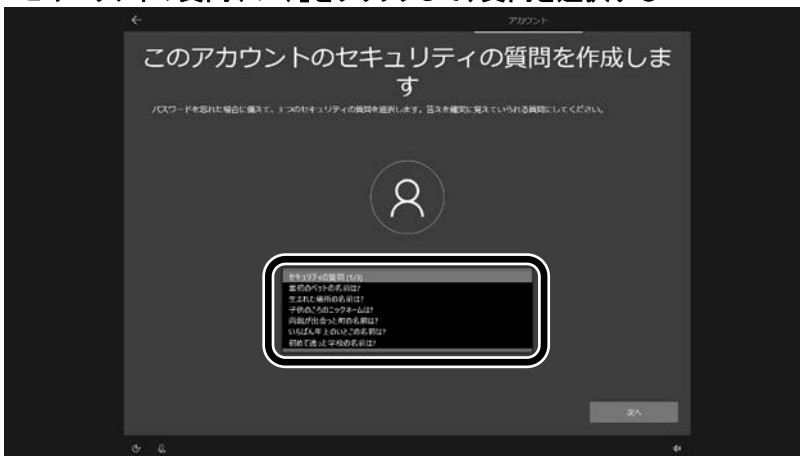 アカウント
このアカウントのセキュリティの質問を作成しま
す
パスワードを忘れた場合に備えて、3 つのセキュリティの質問を選択します。答えを確実に覚えていられる質問にしてください。
セキュリティの質問 (1/3)
最初のペットの名前は?
生まれた場所の名前は?
子供のころのニックネームは?
両親が出会った町の名前は?
いちばん年上のいとこの名前は?
初めて通った学校の名前は?
次へ